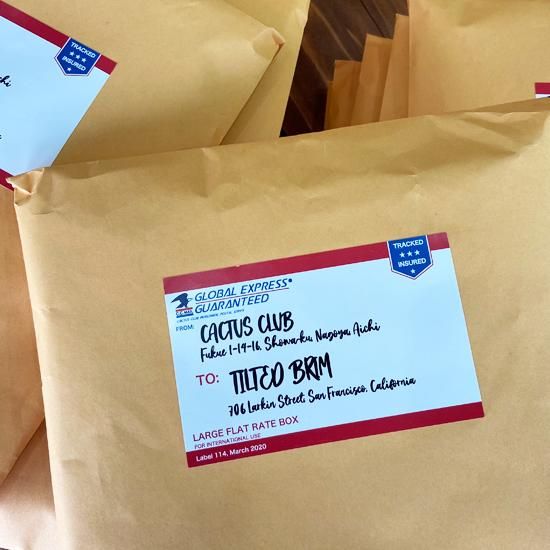 TRACKED
INSURED
TRACKED
INSURED
GLOBAL EXPRESS
GUARANTEED
FROM:
CACTUS CLUB
Fukue 1-14-16, Showa-ku, Nagoya, Aichi
TO: TILTED BRIM
706 Larkin Street, San Francisco, California
LARGE FLAT RATE BOX
FOR INTERNATIONAL USE
Label 114, March 2020